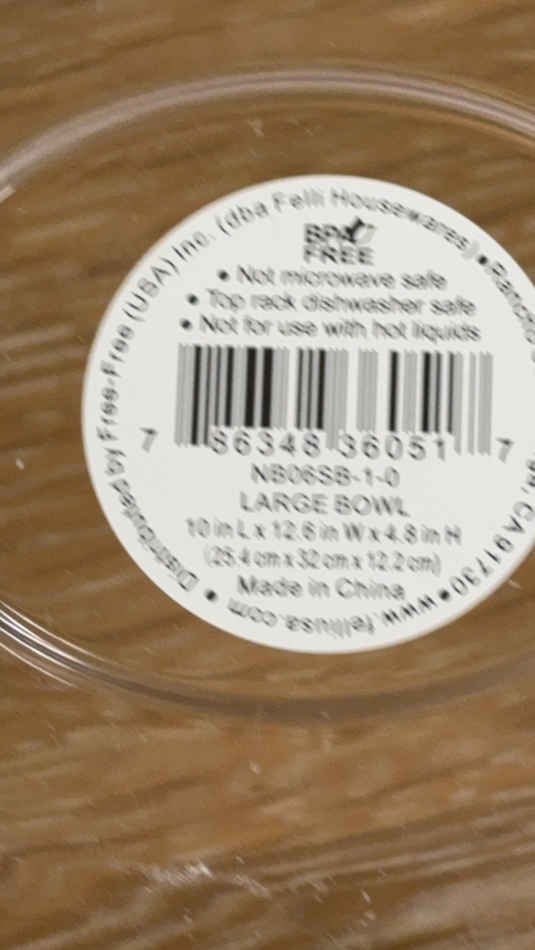 Distributed by Free-Free (USA) Inc. (dba Felli Housewares) • Rancho CA 91730 • www.felliusa.com •
BPA
FREE
• Not microwave safe
• Top rack dishwasher safe
• Not for use with hot liquids
7 86348 36051 7
NB06SB-1-0
LARGE BOWL
10 in L x 12.6 in W x 4.8 in H
(25.4 cm x 32 cm x 12.2 cm)
Made in China